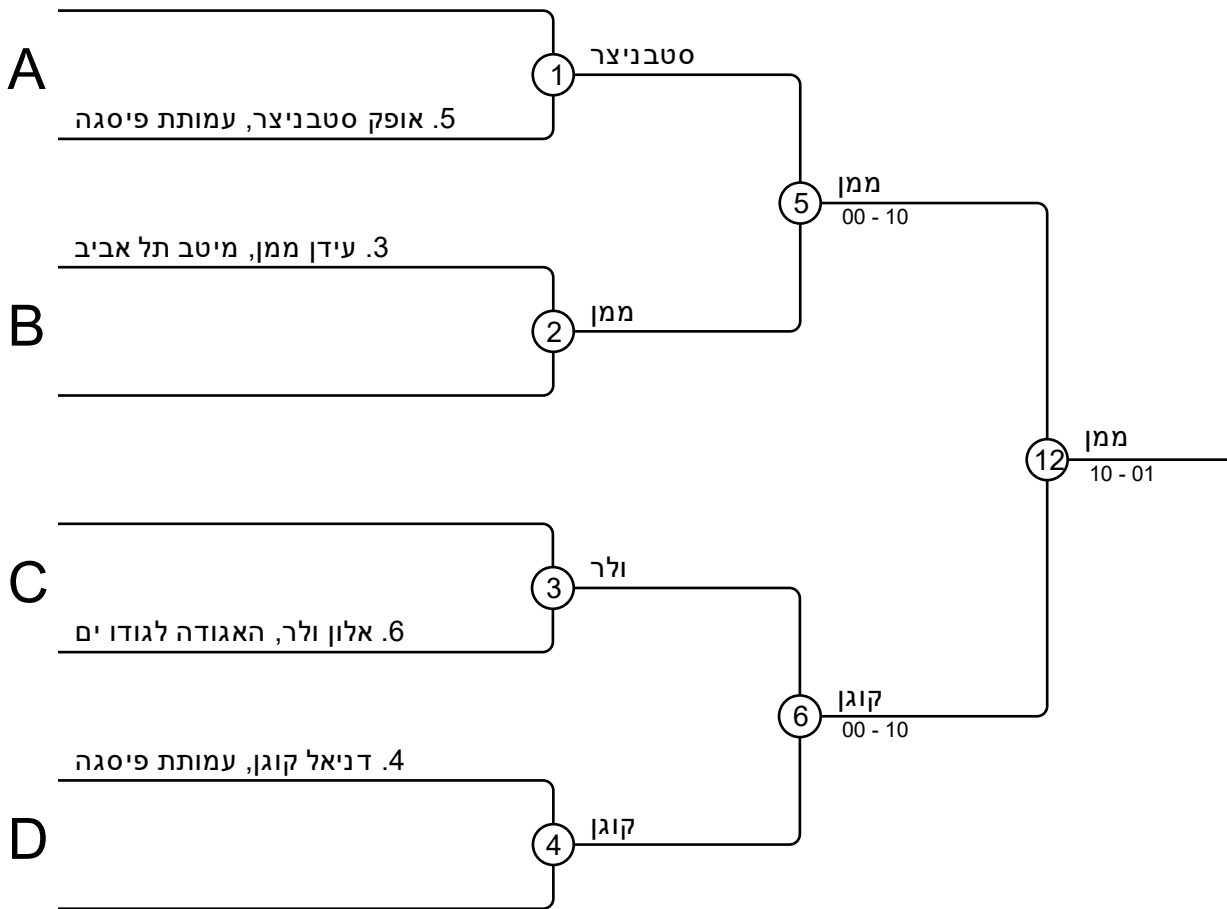 A
1
סטבניצר
5. אופק סטבניצר, עמותת פיסגה
5
ממן
00 - 10
3. עידן ממן, מיטב תל אביב
B
2
ממן
12
ממן
10 - 01
C
3
ולר
6. אלון ולר, האגודה לגודו ים
6
קוגן
00 - 10
4. דניאל קוגן, עמותת פיסגה
D
4
קוגן